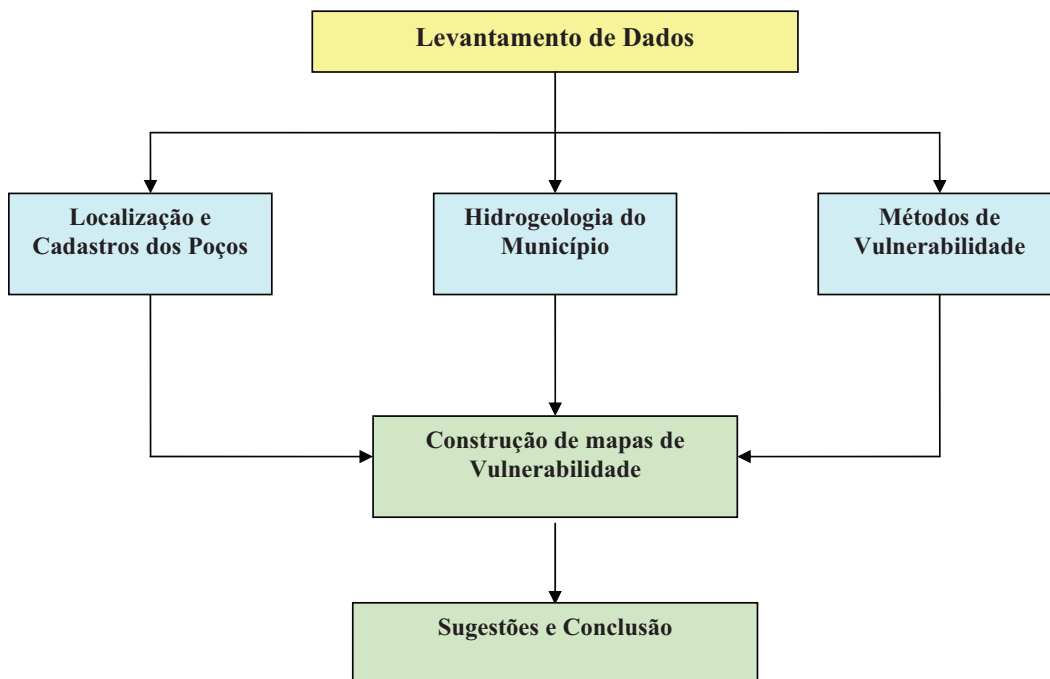 Levantamento de Dados
Localização e
Cadastros dos Poços
Hidrogeologia do
Município
Métodos de
Vulnerabilidade
Construção de mapas de
Vulnerabilidade
Sugestões e Conclusão